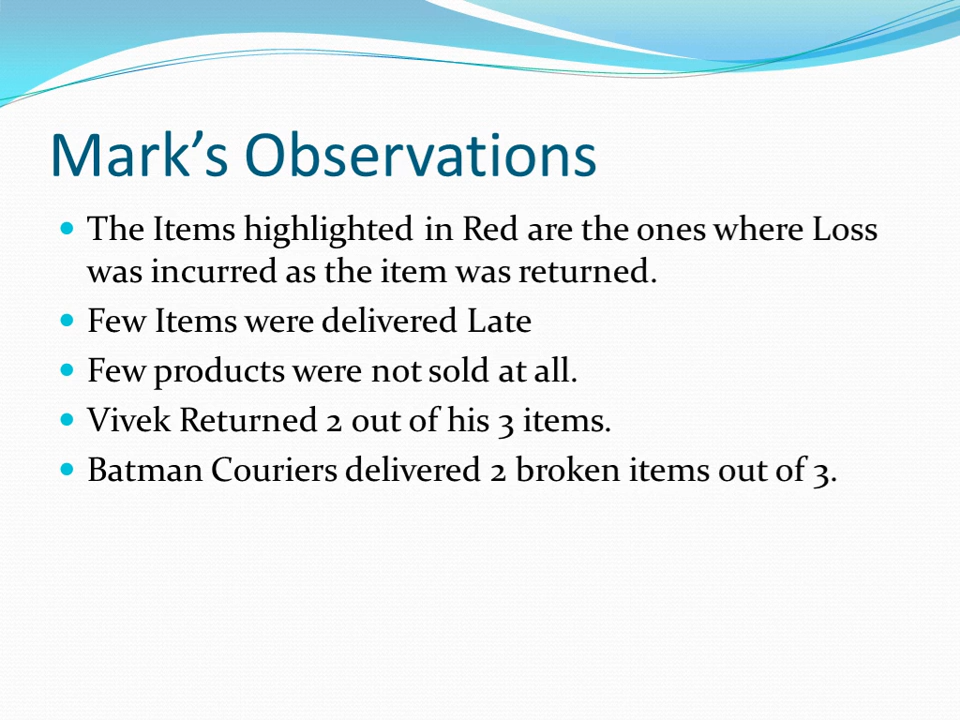 Mark’s Observations
The Items highlighted in Red are the ones where Loss
was incurred as the item was returned.
Few Items were delivered Late
Few products were not sold at all.
Vivek Returned 2 out of his 3 items.
Batman Couriers delivered 2 broken items out of 3.